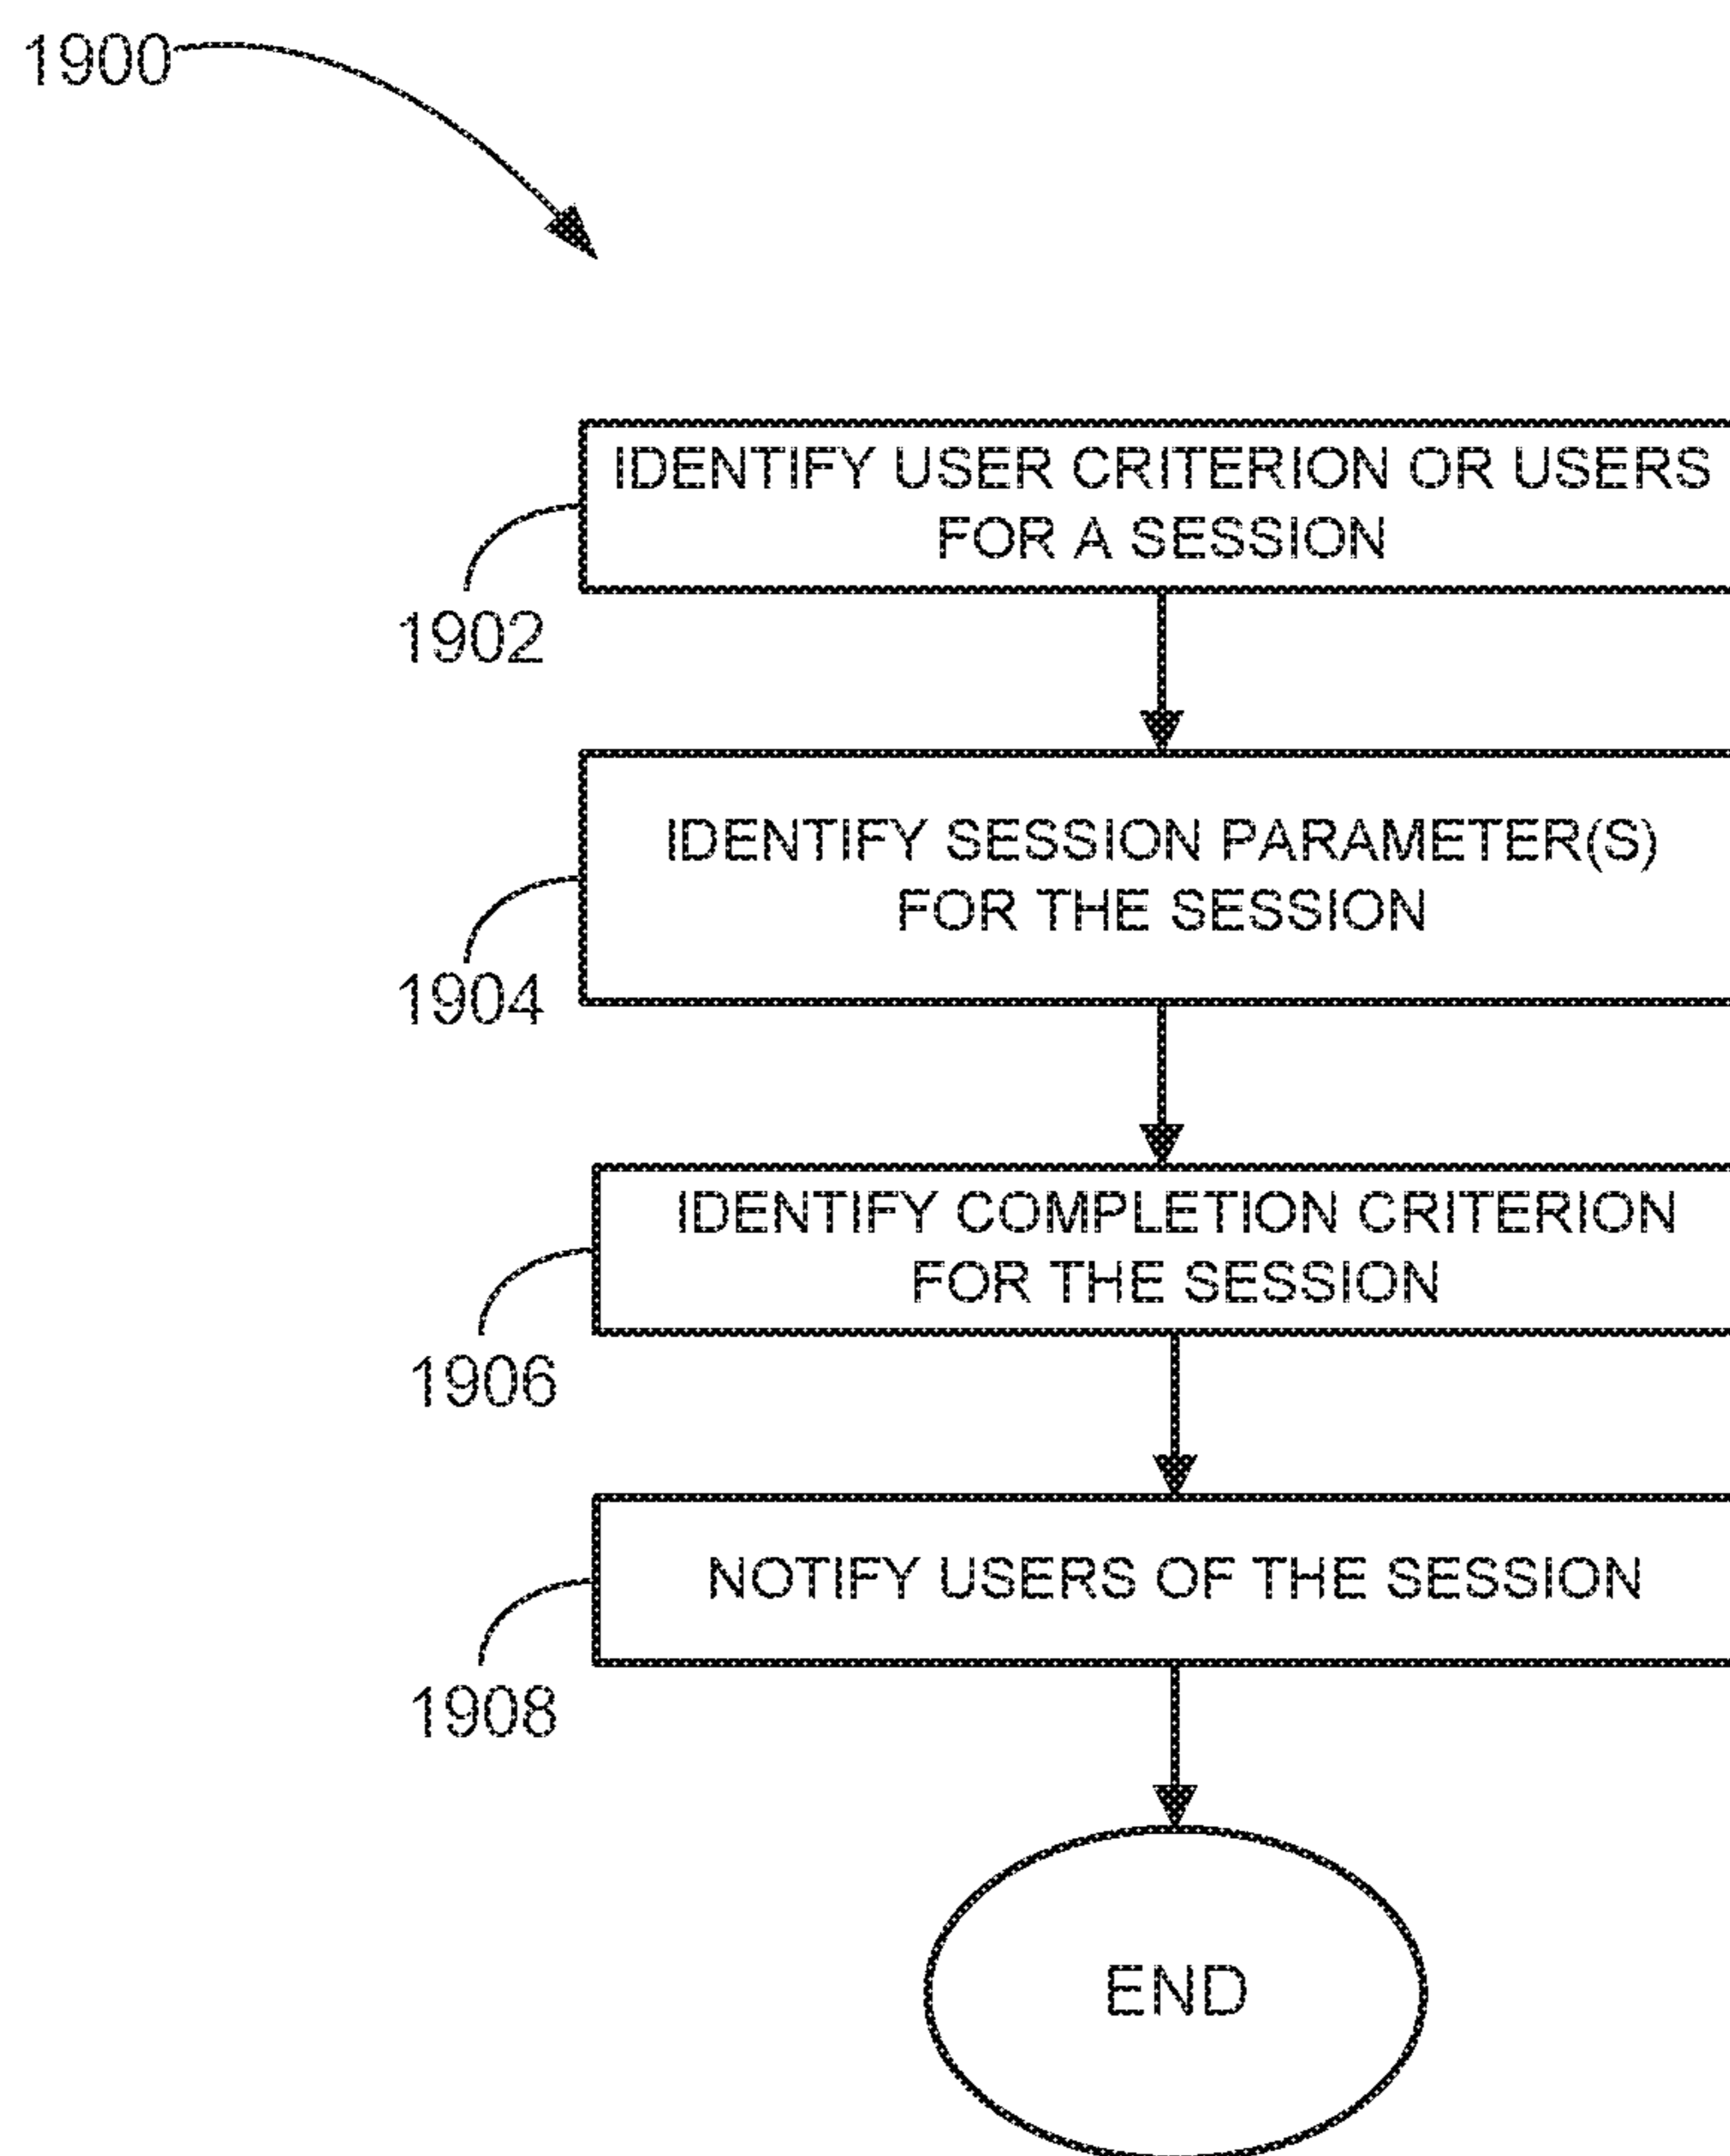 1900
IDENTIFY USER CRITERION OR USERS
FOR A SESSION
1902
IDENTIFY SESSION PARAMETER(S)
FOR THE SESSION
1904
IDENTIFY COMPLETION CRITERION
FOR THE SESSION
1906
NOTIFY USERS OF THE SESSION
1908
END